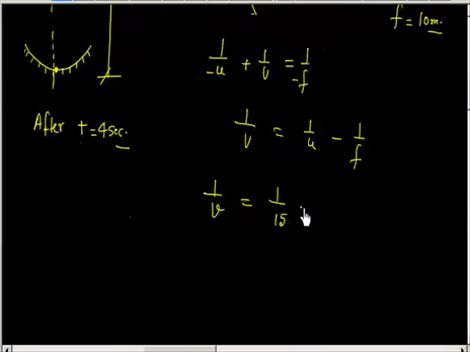 f = 10m.
1/-u + 1/v = 1/-f
After t = 4sec.
1/v = 1/u - 1/f
1/v = 1/15